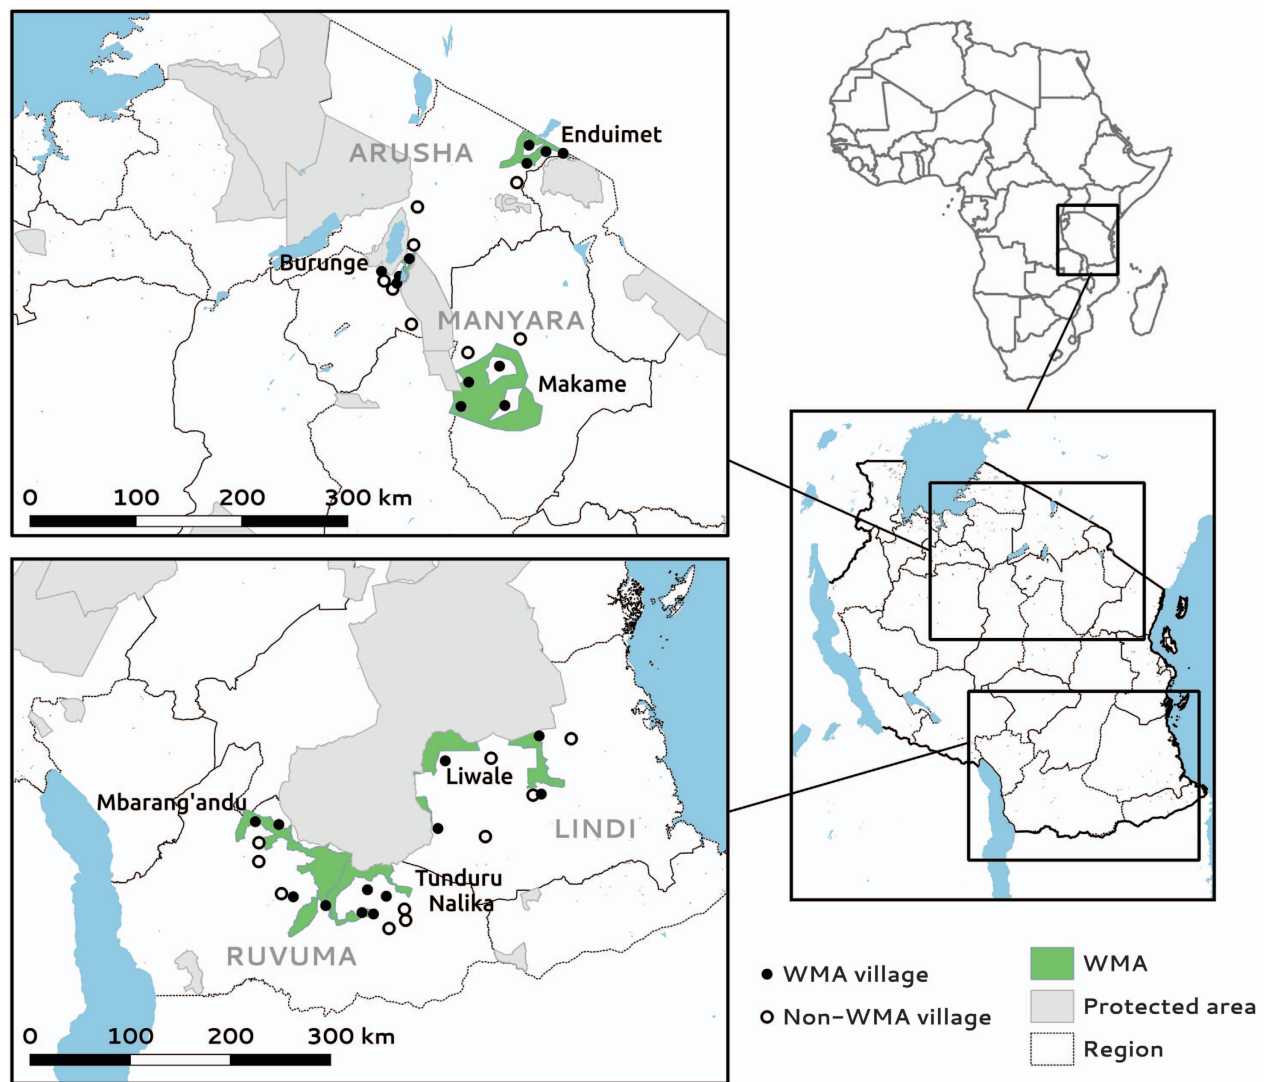 Enduimet
ARUSHA
Burunge
MANYARA
Makame
0 100 200 300 km
Liwale
Mbarang'andu
LINDI
Tunduru
Nalika
RUVUMA
0 100 200 300 km
WMA village
Non-WMA village
WMA
Protected area
Region